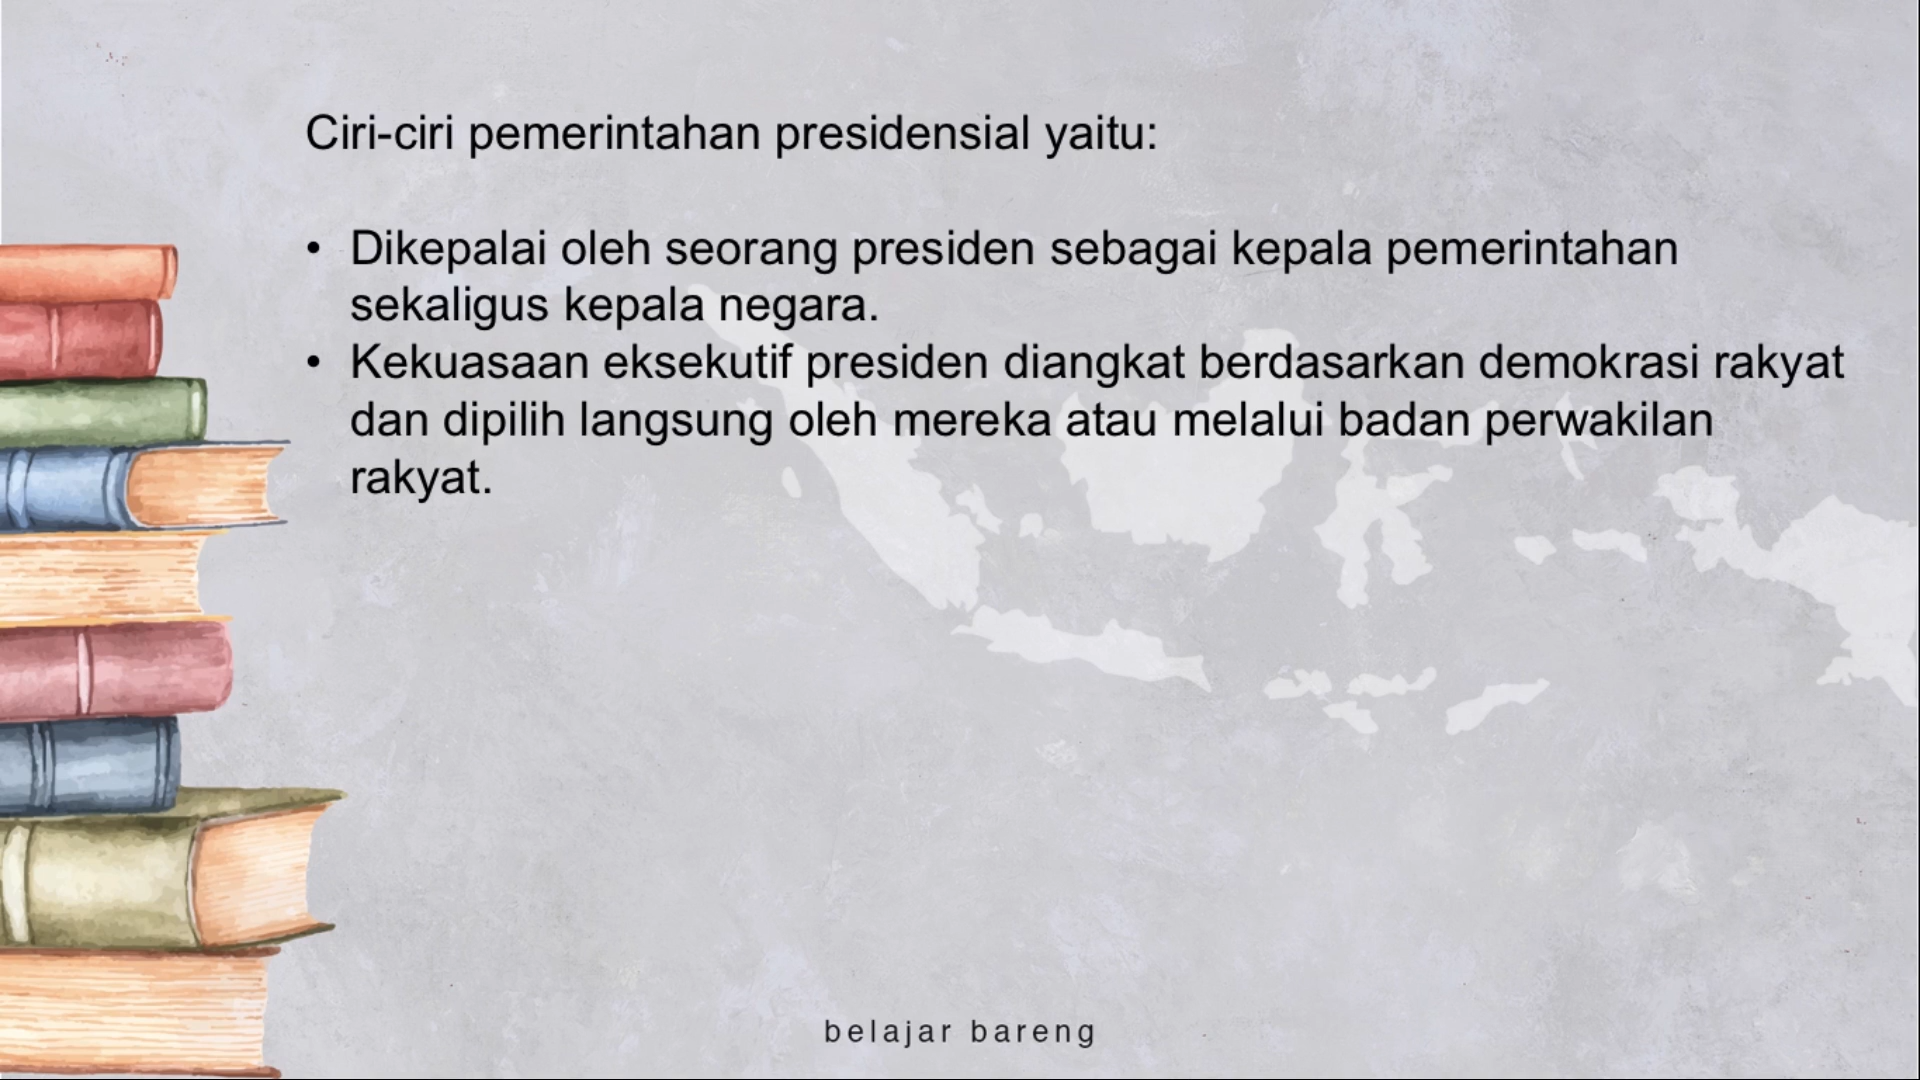 Ciri-ciri pemerintahan presidensial yaitu:
• Dikepalai oleh seorang presiden sebagai kepala pemerintahan
sekaligus kepala negara.
• Kekuasaan eksekutif presiden diangkat berdasarkan demokrasi rakyat
dan dipilih langsung oleh mereka atau melalui badan perwakilan
rakyat.
belajar bareng